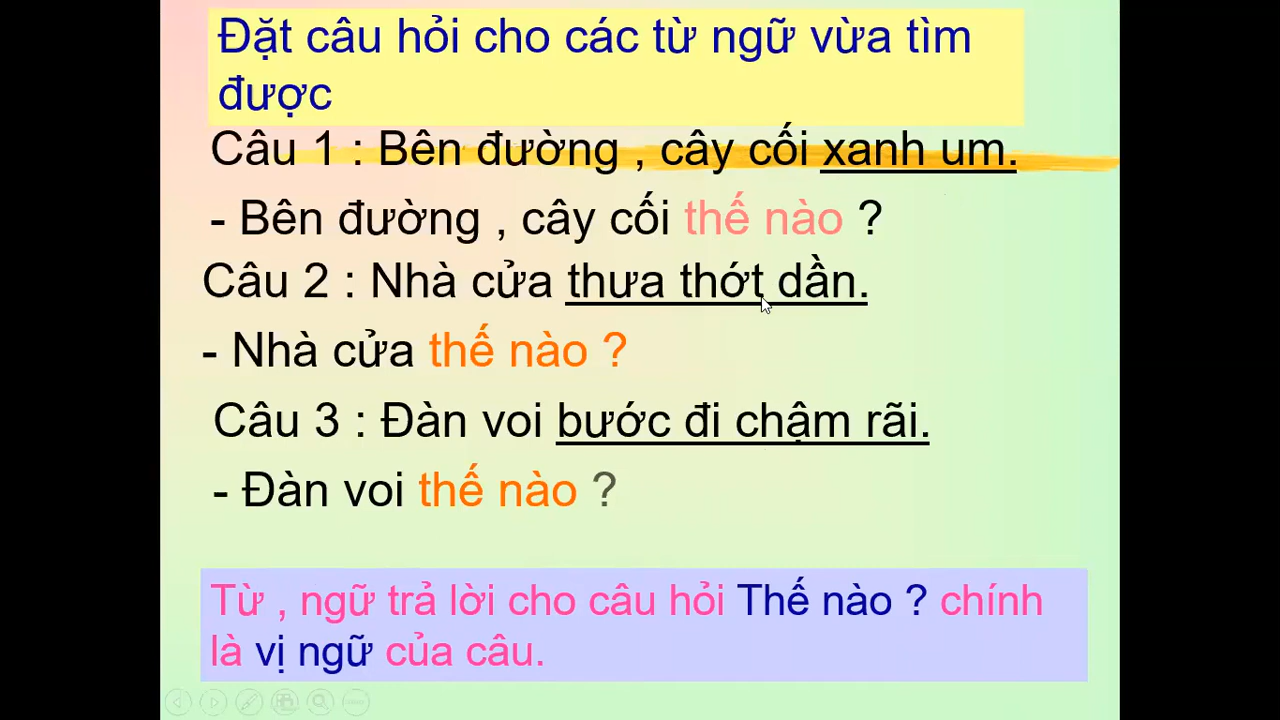 Đặt câu hỏi cho các từ ngữ vừa tìm
được
Câu 1 : Bên đường , cây cối xanh um.
- Bên đường , cây cối thế nào ?
Câu 2 : Nhà cửa thưa thớt dần.
- Nhà cửa thế nào ?
Câu 3 : Đàn voi bước đi chậm rãi.
- Đàn voi thế nào ?
Từ , ngữ trả lời cho câu hỏi Thế nào ? chính
là vị ngữ của câu.